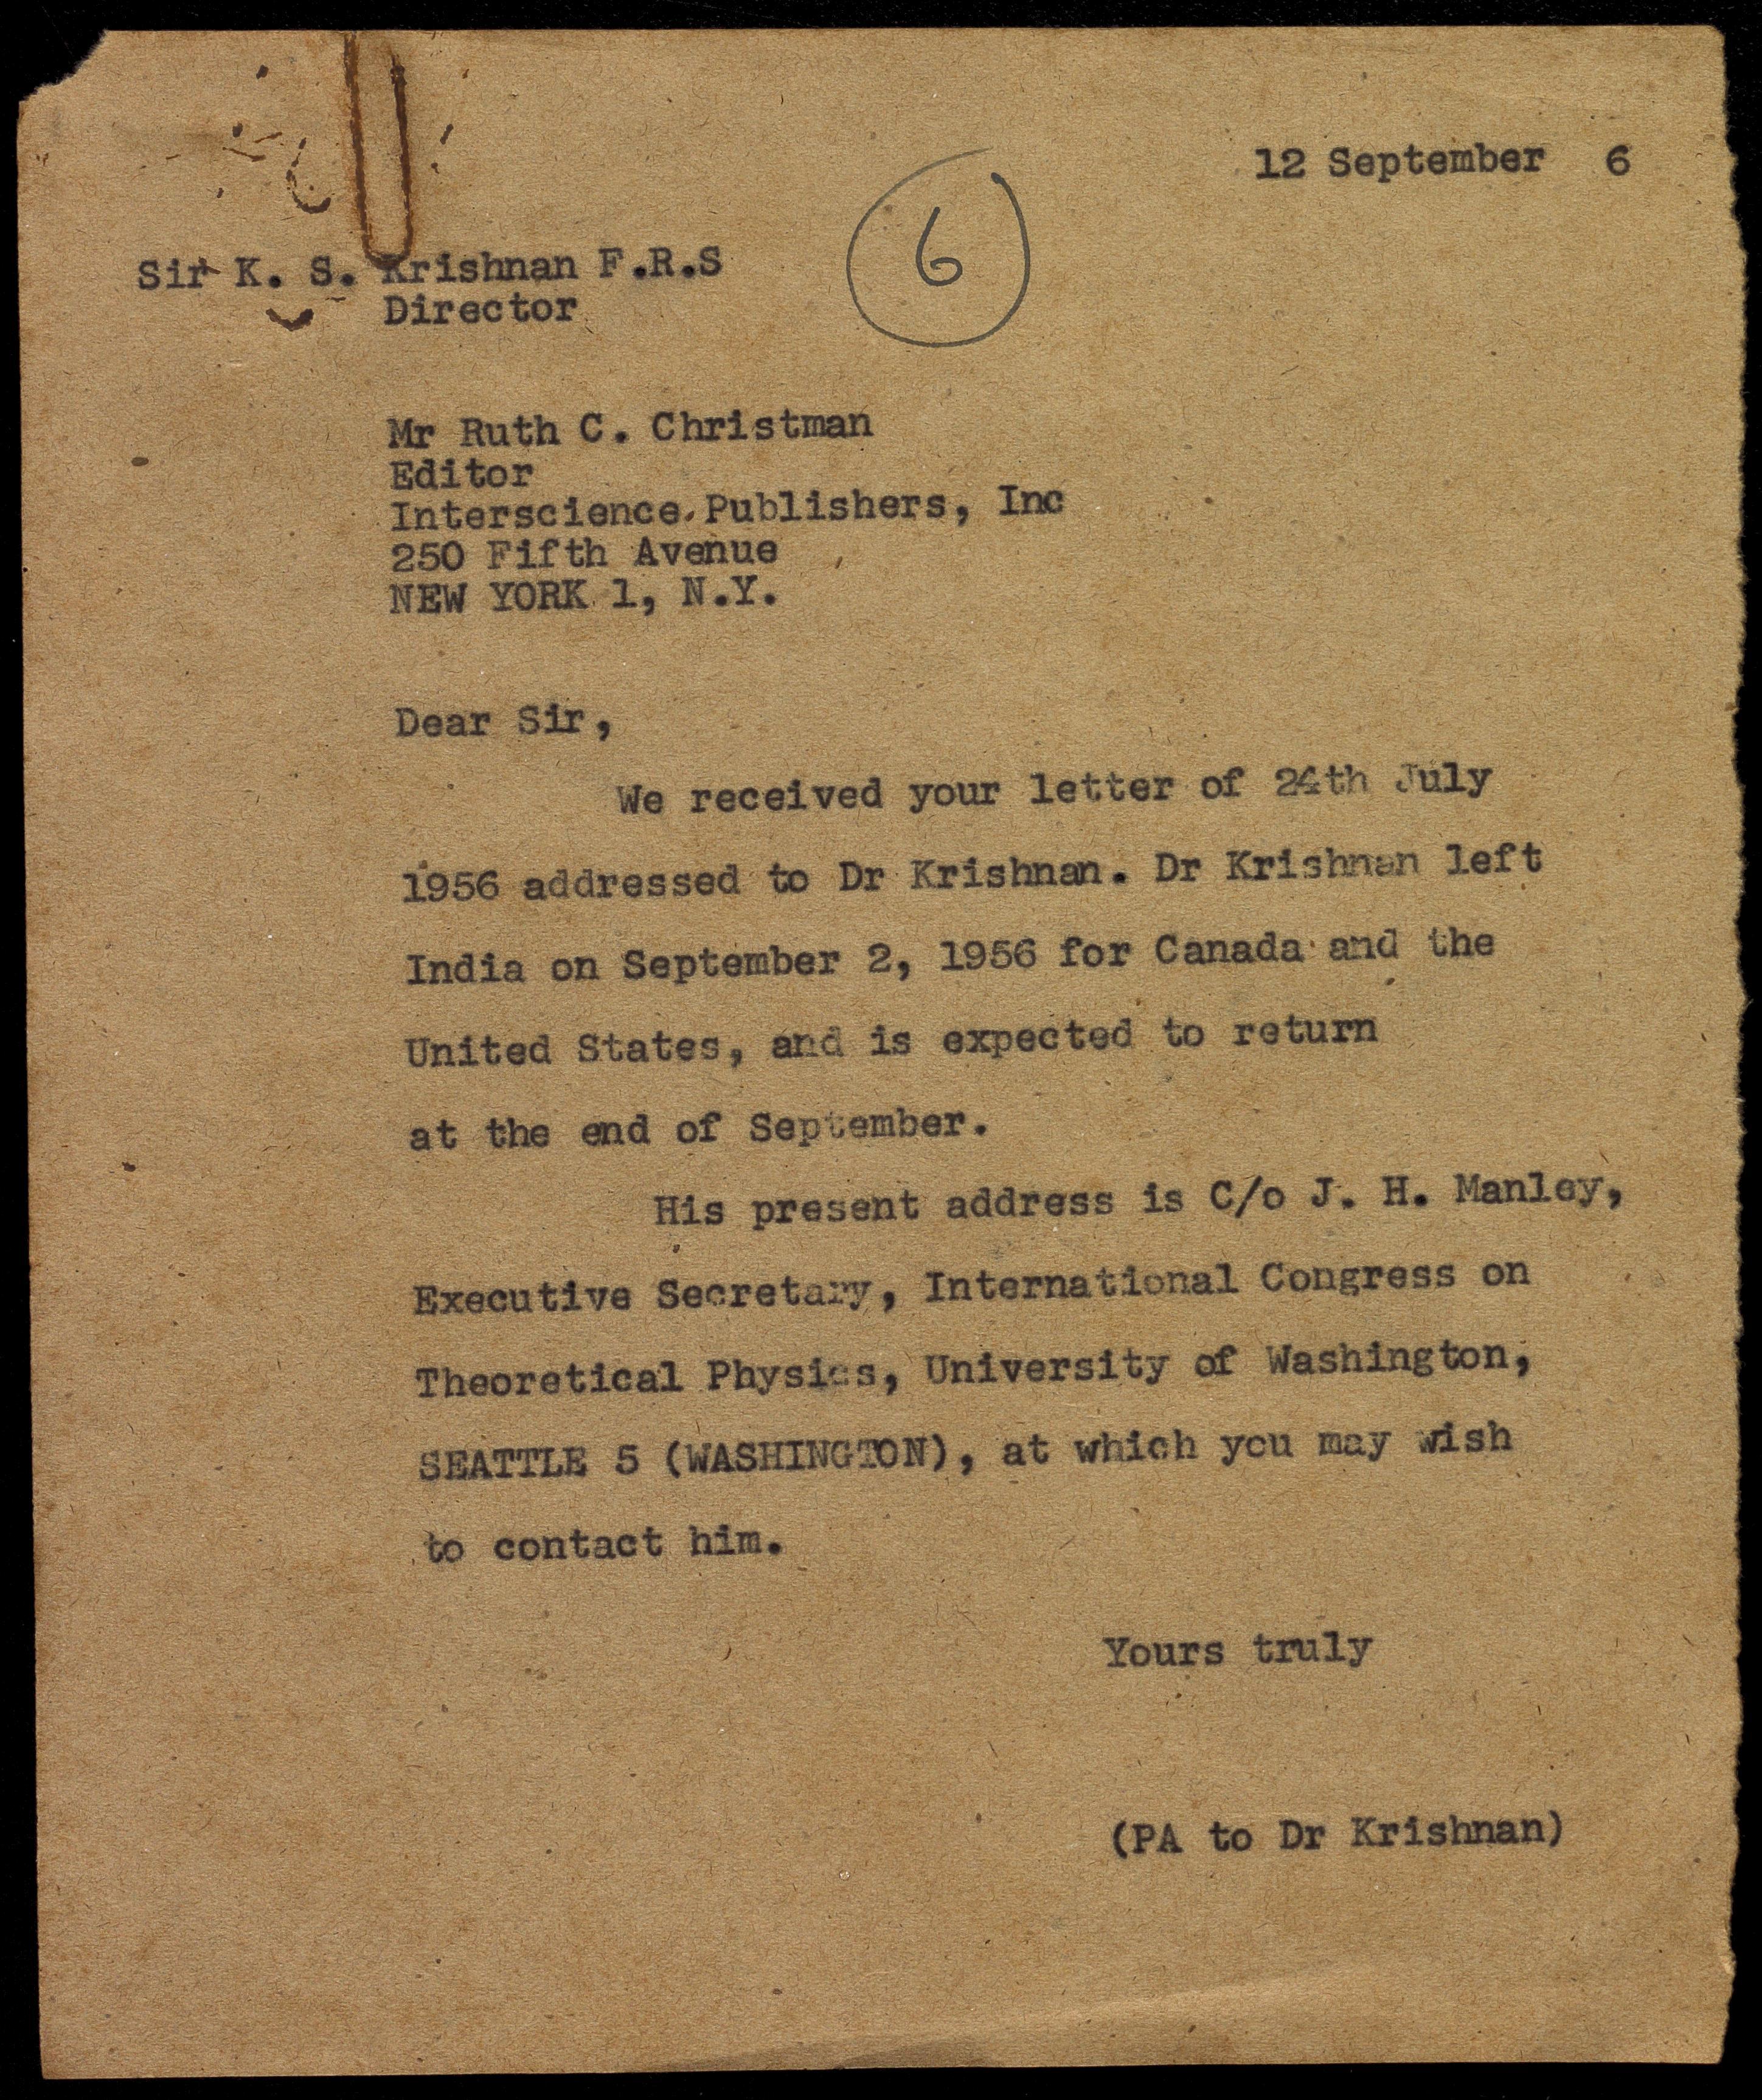 12 September 6
6
Sir K. S. Krishnan F.R.S
Director
Mr Ruth C. Christman
Editor
Interscience Publishers, Inc
250 Fifth Avenue
NEW YORK 1, N.Y.
Dear Sir,
We received your letter of 24th July
1956 addressed to Dr Krishnan. Dr Krishnan left
India on September 2, 1956 for Canada and the
United States, and is expected to return
at the end of September.
His present address is C/o J. H. Manley,
Executive Secretary, International Congress on
Theoretical Physics, University of Washington,
SEATTLE 5 (WASHINGTON), at which you may wish
to contact him.
Yours truly
(PA to Dr Krishnan)